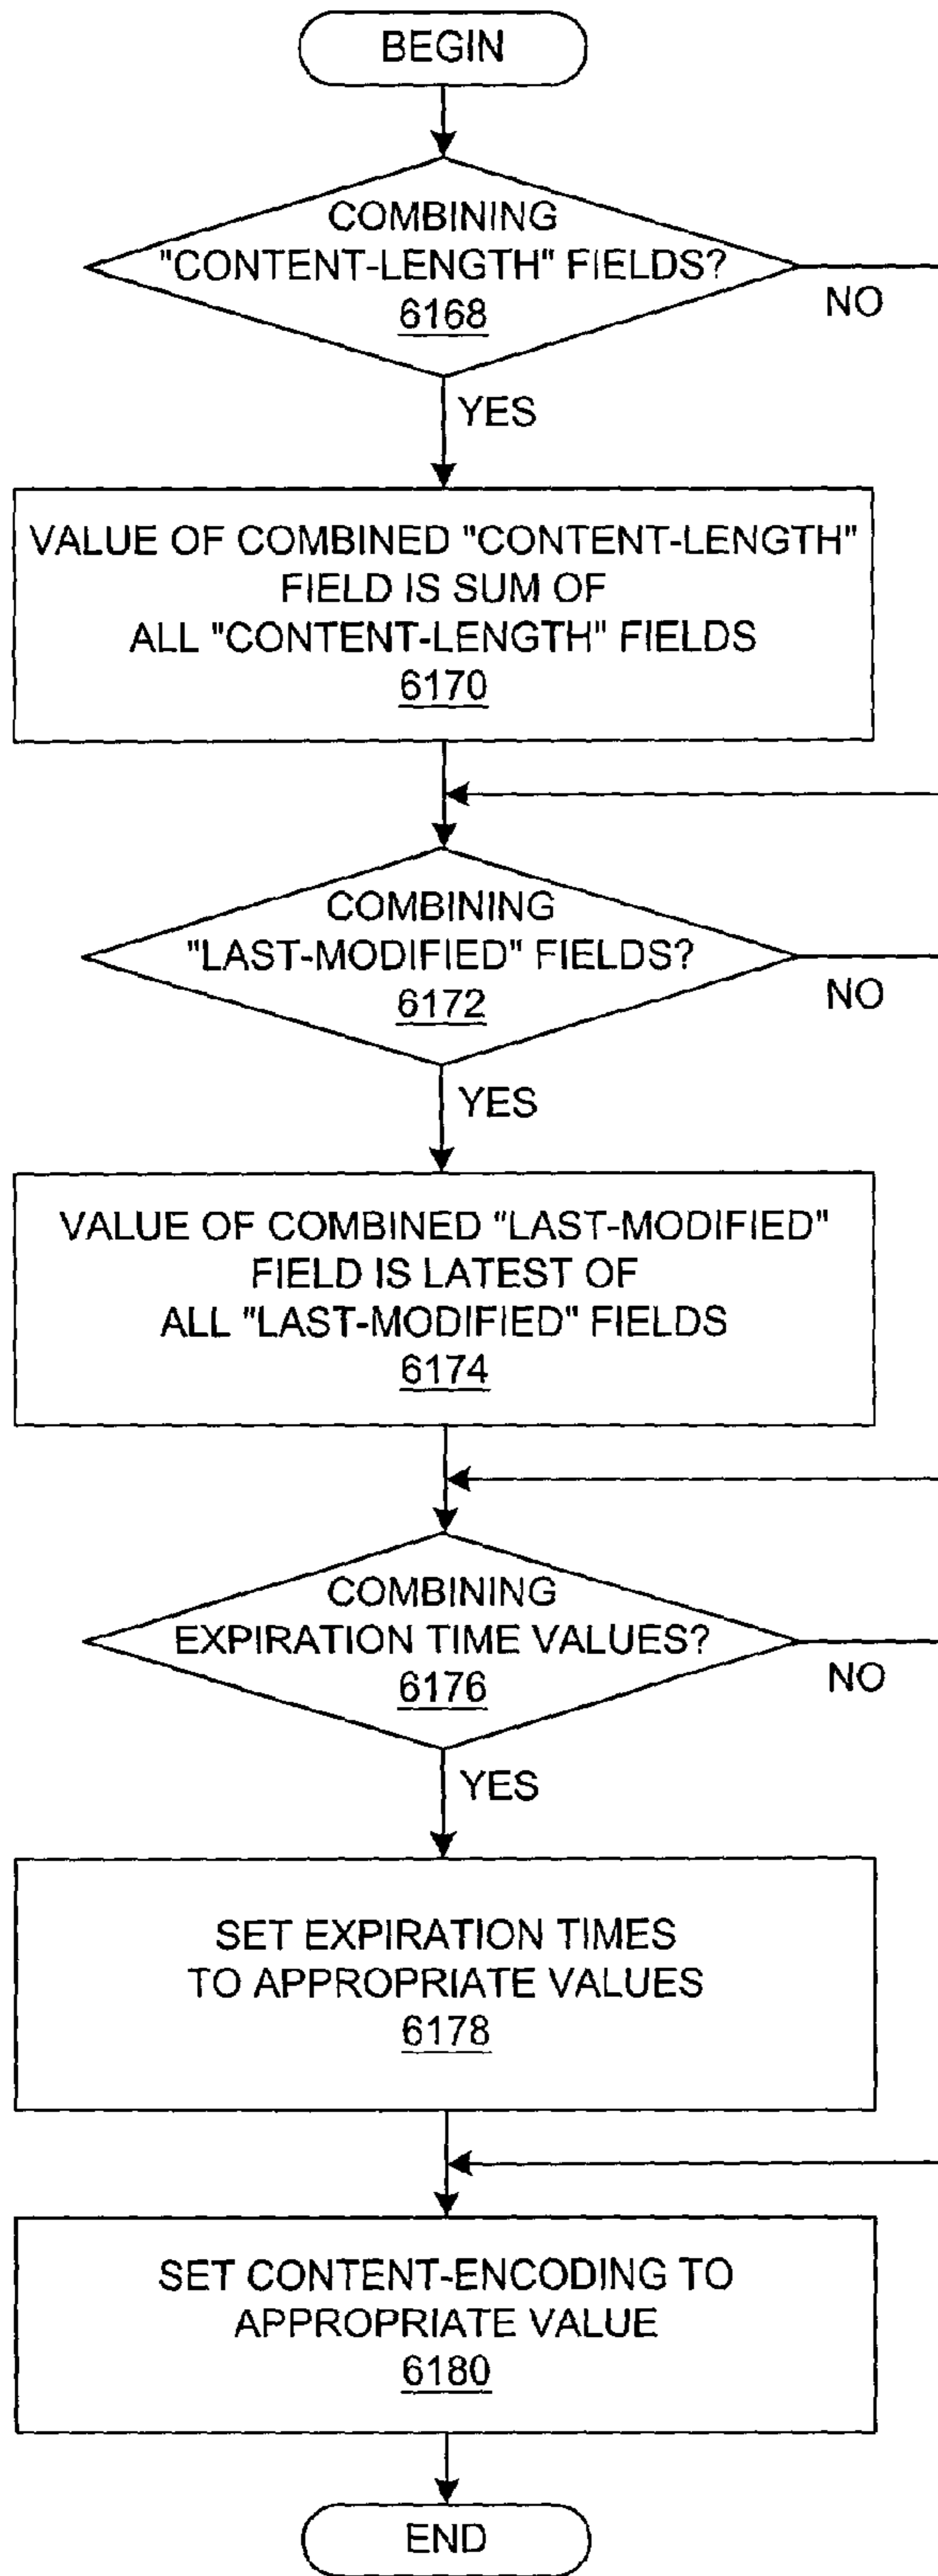 BEGIN
COMBINING
"CONTENT-LENGTH" FIELDS?
6168
NO
YES
VALUE OF COMBINED "CONTENT-LENGTH"
FIELD IS SUM OF
ALL "CONTENT-LENGTH" FIELDS
6170
COMBINING
"LAST-MODIFIED" FIELDS?
6172
NO
YES
VALUE OF COMBINED "LAST-MODIFIED"
FIELD IS LATEST OF
ALL "LAST-MODIFIED" FIELDS
6174
COMBINING
EXPIRATION TIME VALUES?
6176
NO
YES
SET EXPIRATION TIMES
TO APPROPRIATE VALUES
6178
SET CONTENT-ENCODING TO
APPROPRIATE VALUE
6180
END